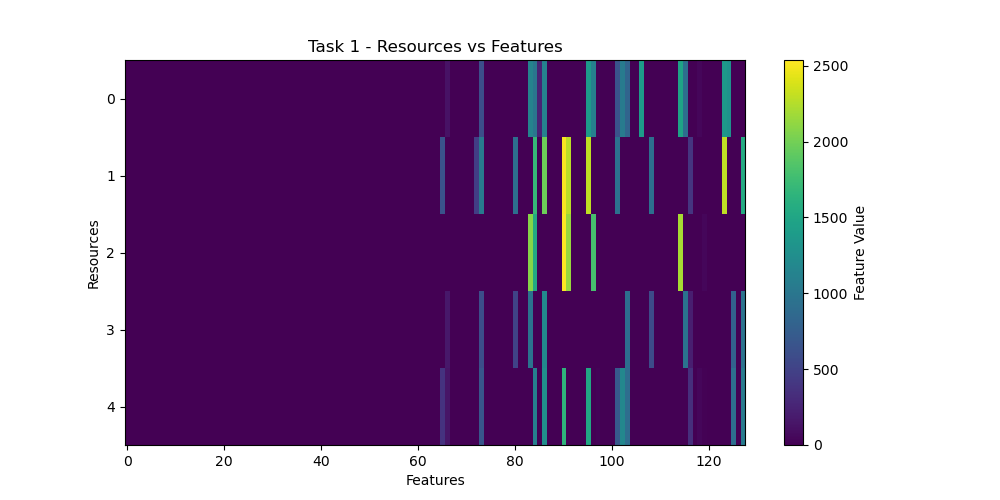 Task 1 - Resources vs Features
Resources
0
1
2
3
4
0 20 40 60 80 100 120
Features
2500
2000
1500
1000
500
0
Feature Value